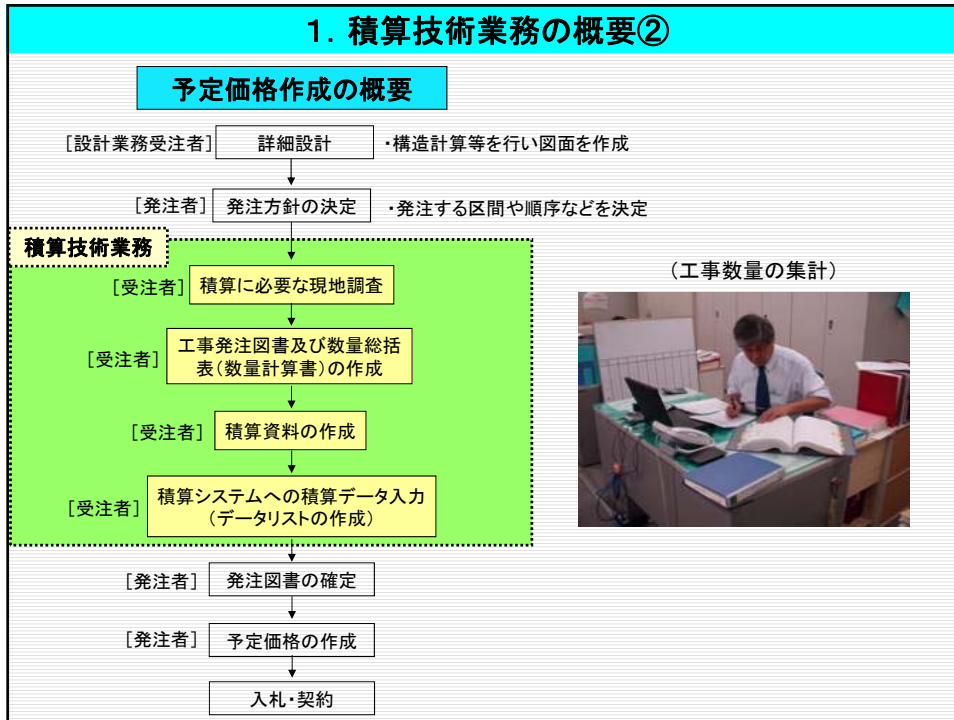 1．積算技術業務の概要②
予定価格作成の概要
［設計業務受注者］ 詳細設計 ・構造計算等を行い図面を作成
［発注者］ 発注方針の決定 ・発注する区間や順序などを決定
積算技術業務
（工事数量の集計）
［受注者］ 積算に必要な現地調査
［受注者］ 工事発注図書及び数量総括
表（数量計算書）の作成
［受注者］ 積算資料の作成
［受注者］ 積算システムへの積算データ入力
（データリストの作成）
［発注者］ 発注図書の確定
［発注者］ 予定価格の作成
入札・契約